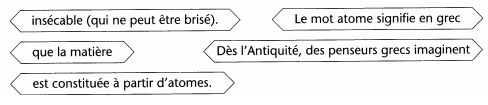 insécable (qui ne peut être brisé).
Le mot atome signifie en grec
que la matière
Dès l'Antiquité, des penseurs grecs imaginent
est constituée à partir d'atomes.